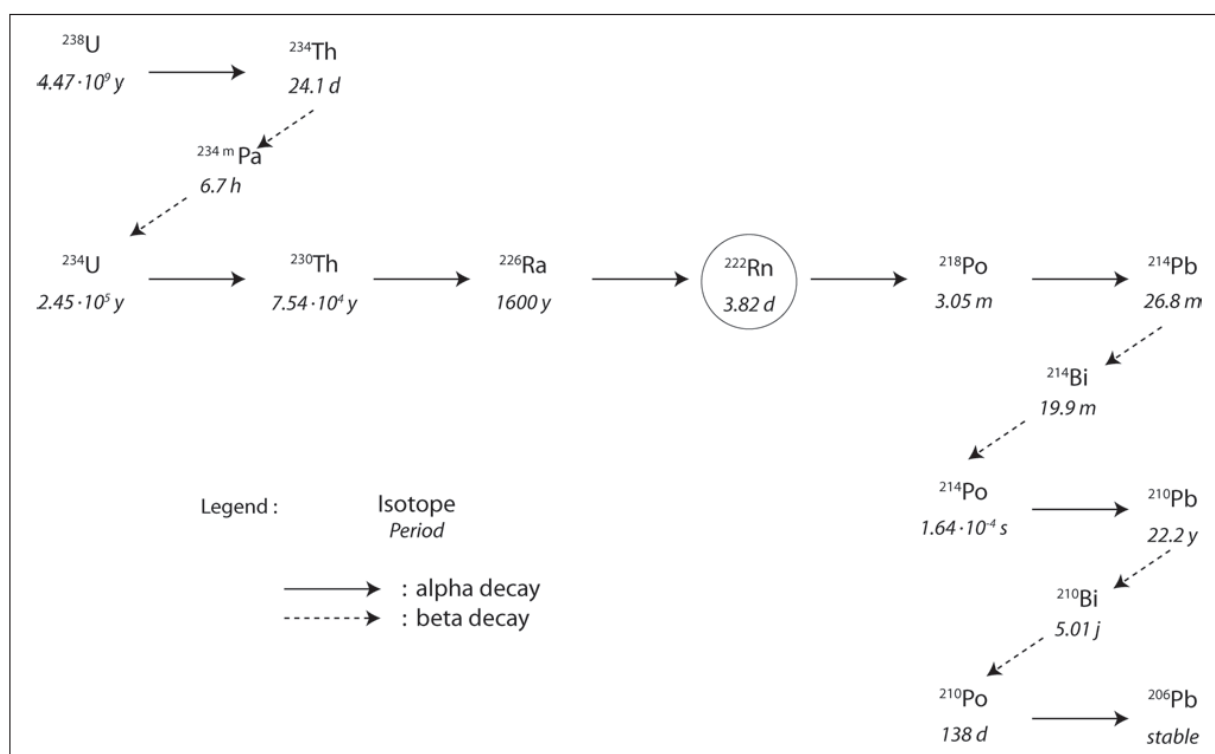 ²³⁸U
4.47·10⁹ y
²³⁴Th
24.1 d
²³⁴ ᵐ Pa
6.7 h
²³⁴U
2.45·10⁵ y
²³⁰Th
7.54·10⁴ y
²²⁶Ra
1600 y
²²²Rn
3.82 d
²¹⁸Po
3.05 m
²¹⁴Pb
26.8 m
²¹⁴Bi
19.9 m
²¹⁴Po
1.64·10⁻⁴ s
²¹⁰Pb
22.2 y
²¹⁰Bi
5.01 j
²¹⁰Po
138 d
²⁰⁶Pb
stable
Legend :
Isotope
Period
: alpha decay
: beta decay